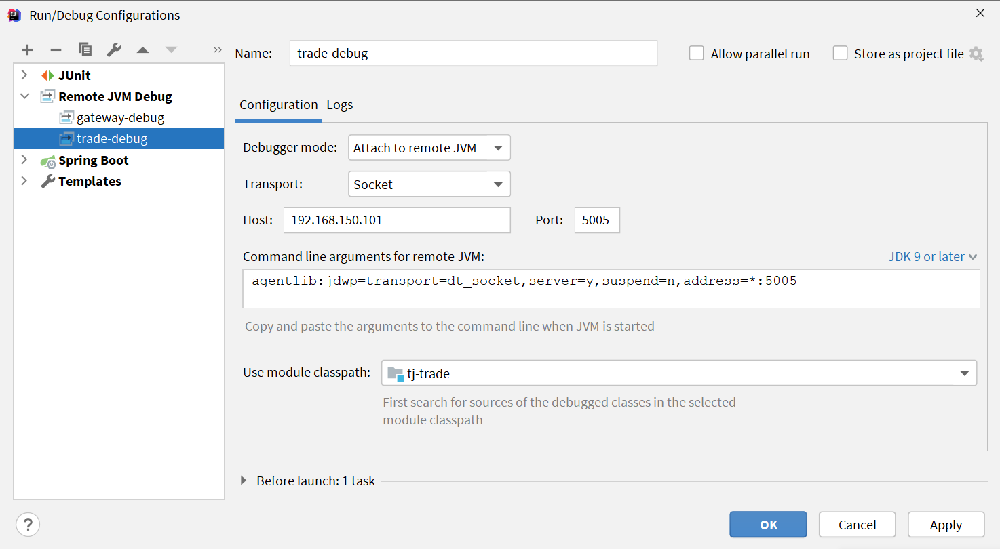 Run/Debug Configurations
Name: trade-debug Allow parallel run Store as project file
JUnit
Remote JVM Debug
gateway-debug
trade-debug
Spring Boot
Templates
Configuration Logs
Debugger mode: Attach to remote JVM
Transport: Socket
Host: 192.168.150.101 Port: 5005
Command line arguments for remote JVM: JDK 9 or later
-agentlib:jdwp=transport=dt_socket,server=y,suspend=n,address=*:5005
Copy and paste the arguments to the command line when JVM is started
Use module classpath: tj-trade
First search for sources of the debugged classes in the selected
module classpath
Before launch: 1 task
? OK Cancel Apply